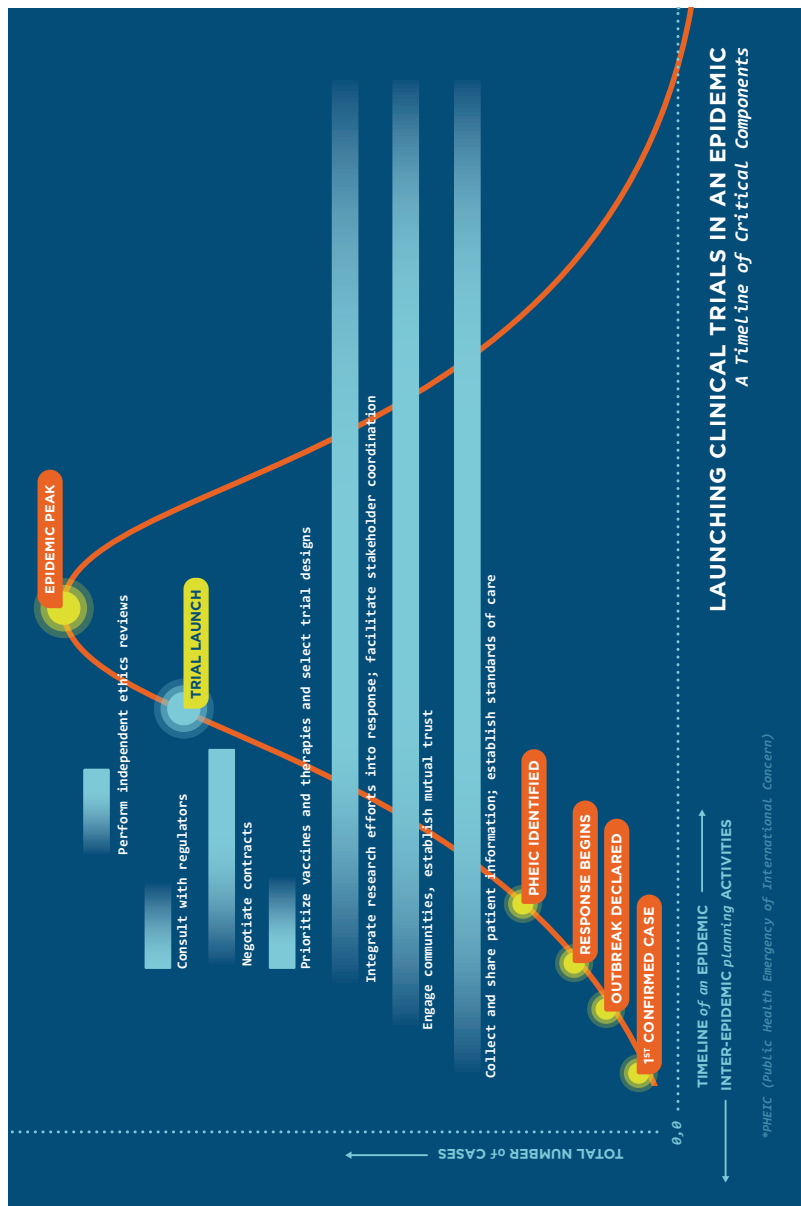 LAUNCHING CLINICAL TRIALS IN AN EPIDEMIC
A Timeline of Critical Components
EPIDEMIC PEAK
Perform independent ethics reviews
TRIAL LAUNCH
Consult with regulators
Negotiate contracts
Prioritize vaccines and therapies and select trial designs
Integrate research efforts into response; facilitate stakeholder coordination
Engage communities, establish mutual trust
Collect and share patient information; establish standards of care
PHEIC IDENTIFIED
RESPONSE BEGINS
OUTBREAK DECLARED
1ST CONFIRMED CASE
TOTAL NUMBER of CASES
0,0
TIMELINE of an EPIDEMIC
INTER-EPIDEMIC planning ACTIVITIES
*PHEIC (Public Health Emergency of International Concern)